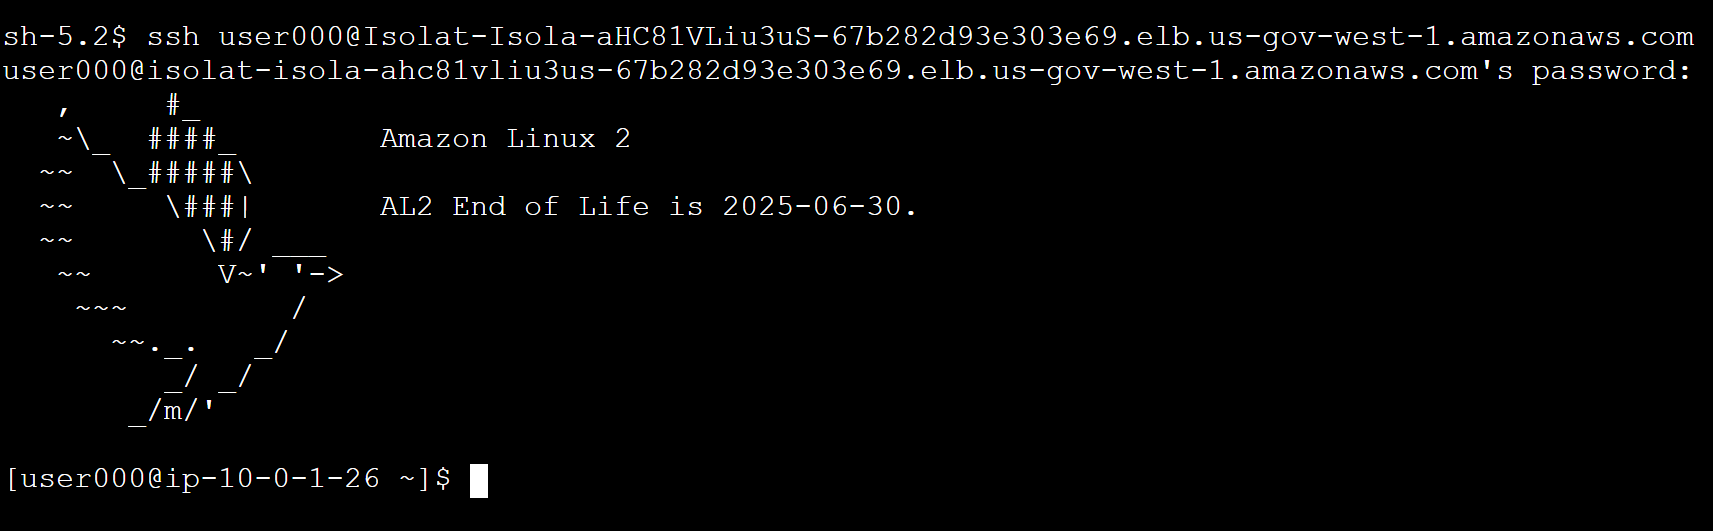 sh-5.2$ ssh user000@Isolat-Isola-aHC81VLiu3uS-67b282d93e303e69.elb.us-gov-west-1.amazonaws.com
user000@isolat-isola-ahc81vliu3us-67b282d93e303e69.elb.us-gov-west-1.amazonaws.com's password:
   ,     #_
   ~\_  ####_        Amazon Linux 2
  ~~  \_#####\
  ~~     \###|       AL2 End of Life is 2025-06-30.
  ~~       \#/ ___
   ~~       V~' '->
    ~~~         /
      ~~._.   _/
         _/ _/
       _/m/'
[user000@ip-10-0-1-26 ~]$